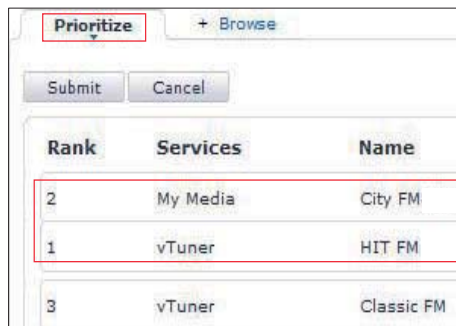 Prioritize + Browse
Submit Cancel
Rank Services Name
2 My Media City FM
1 vTuner HIT FM
3 vTuner Classic FM